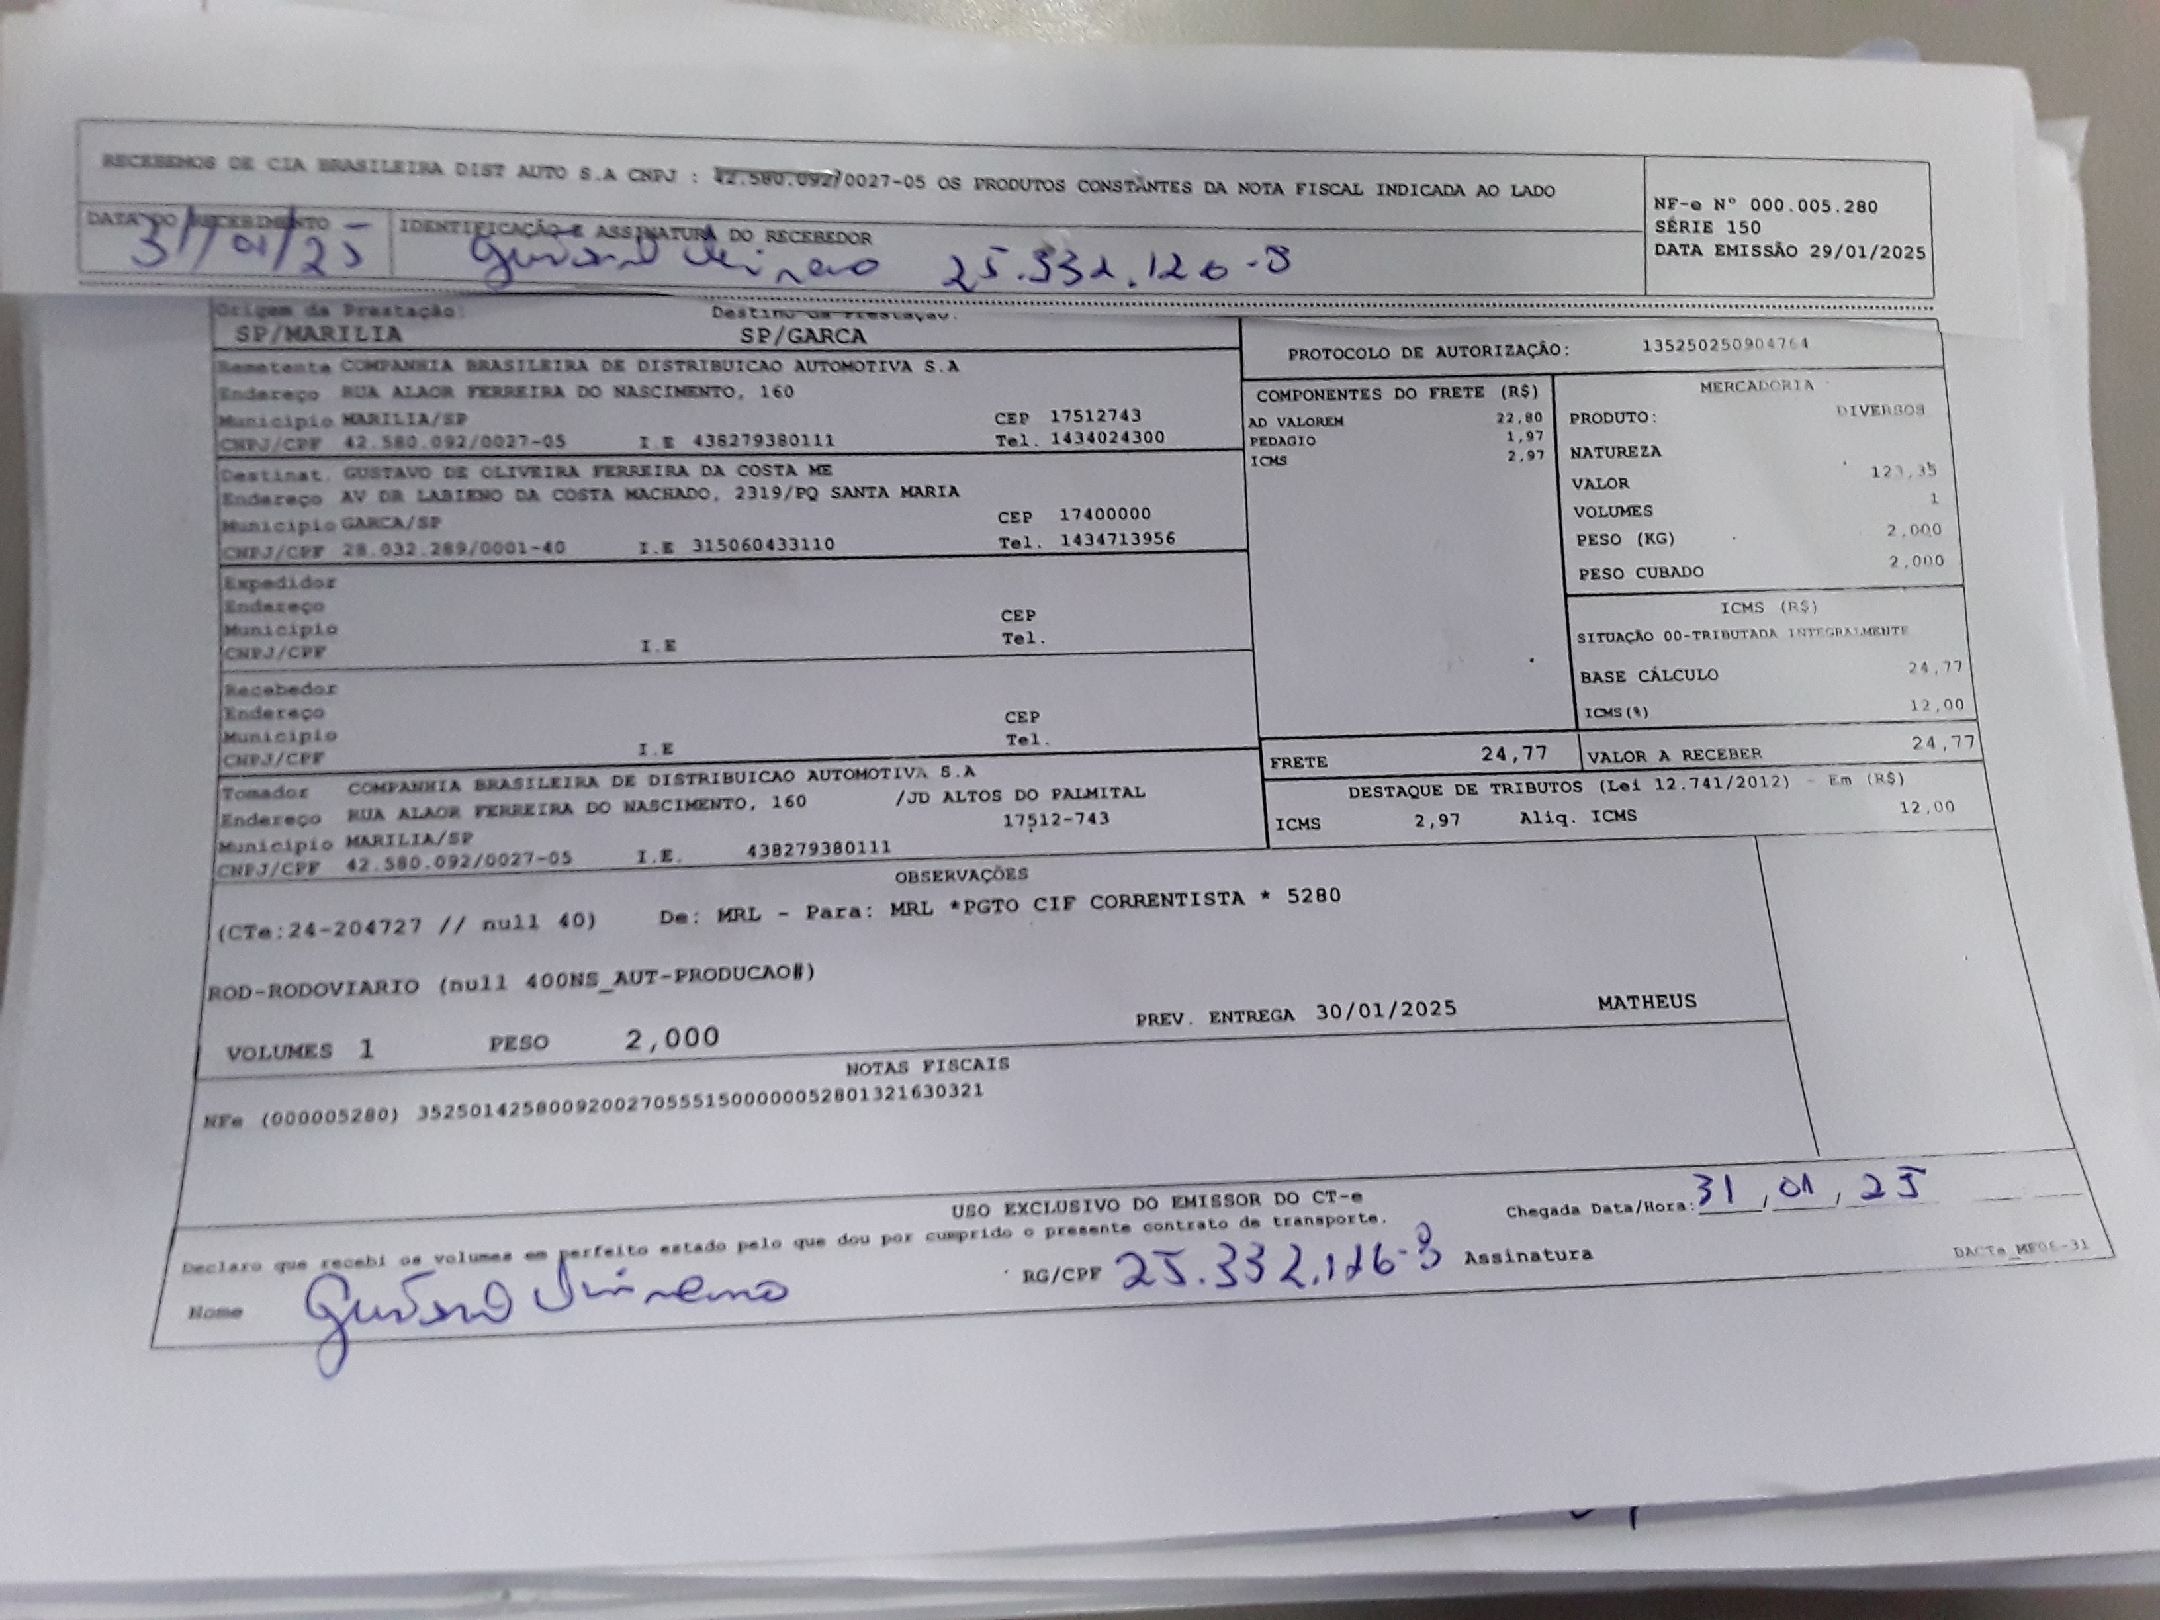 RECEBEMOS DE CIA BRASILEIRA DIST AUTO S.A CNPJ : 42.580.092/0027-05 OS PRODUTOS CONSTANTES DA NOTA FISCAL INDICADA AO LADO
NF-e Nº 000.005.280
SÉRIE 150
DATA EMISSÃO 29/01/2025
DATA DO RECEBIMENTO
31/01/25
IDENTIFICAÇÃO E ASSINATURA DO RECEBEDOR
25.332.126-8
Origem da Prestação: Destino da Prestação:
SP/MARILIA SP/GARCA
Remetente COMPANHIA BRASILEIRA DE DISTRIBUICAO AUTOMOTIVA S.A
Endereço RUA ALAOR FERREIRA DO NASCIMENTO, 160
Município MARILIA/SP CEP 17512743
CNPJ/CPF 42.580.092/0027-05 I.E 438279380111 Tel. 1434024300
Destinat. GUSTAVO DE OLIVEIRA FERREIRA DA COSTA ME
Endereço AV DR LABIENO DA COSTA MACHADO, 2319/PQ SANTA MARIA
Município GARCA/SP CEP 17400000
CNPJ/CPF 28.032.289/0001-40 I.E 315060433110 Tel. 1434713956
Expedidor
Endereço
Município CEP
CNPJ/CPF I.E Tel.
Recebedor
Endereço
Município CEP
CNPJ/CPF I.E Tel.
Tomador COMPANHIA BRASILEIRA DE DISTRIBUICAO AUTOMOTIVA S.A
Endereço RUA ALAOR FERREIRA DO NASCIMENTO, 160 /JD ALTOS DO PALMITAL
Município MARILIA/SP 17512-743
CNPJ/CPF 42.580.092/0027-05 I.E. 438279380111
PROTOCOLO DE AUTORIZAÇÃO: 135250250904764
COMPONENTES DO FRETE (R$)
AD VALOREM 22,80
PEDAGIO 1,97
ICMS 2,97
MERCADORIA
PRODUTO: DIVERSOS
NATUREZA
VALOR 123,35
VOLUMES 1
PESO (KG) 2,000
PESO CUBADO 2,000
ICMS (R$)
SITUAÇÃO 00-TRIBUTADA INTEGRALMENTE
BASE CÁLCULO 24,77
ICMS(%) 12,00
FRETE 24,77 VALOR A RECEBER 24,77
DESTAQUE DE TRIBUTOS (Lei 12.741/2012) - Em (R$)
ICMS 2,97 Aliq. ICMS 12,00
OBSERVAÇÕES
(CTe:24-204727 // null 40) De: MRL - Para: MRL *PGTO CIF CORRENTISTA * 5280
ROD-RODOVIARIO (null 400NS_AUT-PRODUCAO#)
VOLUMES 1 PESO 2,000 PREV. ENTREGA 30/01/2025 MATHEUS
NOTAS FISCAIS
NFe (000005280) 35250142580092002705551500000052801321630321
USO EXCLUSIVO DO EMISSOR DO CT-e
Declaro que recebi os volumes em perfeito estado pelo que dou por cumprido o presente contrato de transporte.
Chegada Data/Hora: 31, 01, 25
Nome RG/CPF 25.332.126-8 Assinatura
DACTe_MF06-31